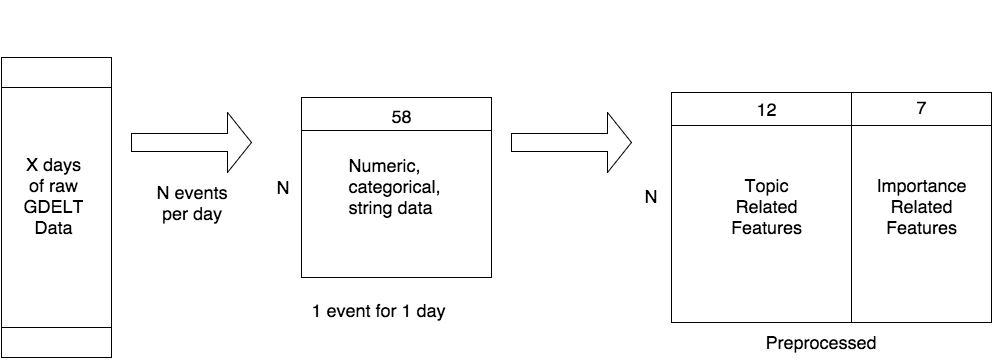 X days
of raw
GDELT
Data
N events
per day
N
58
Numeric,
categorical,
string data
1 event for 1 day
N
12
7
Topic
Related
Features
Importance
Related
Features
Preprocessed